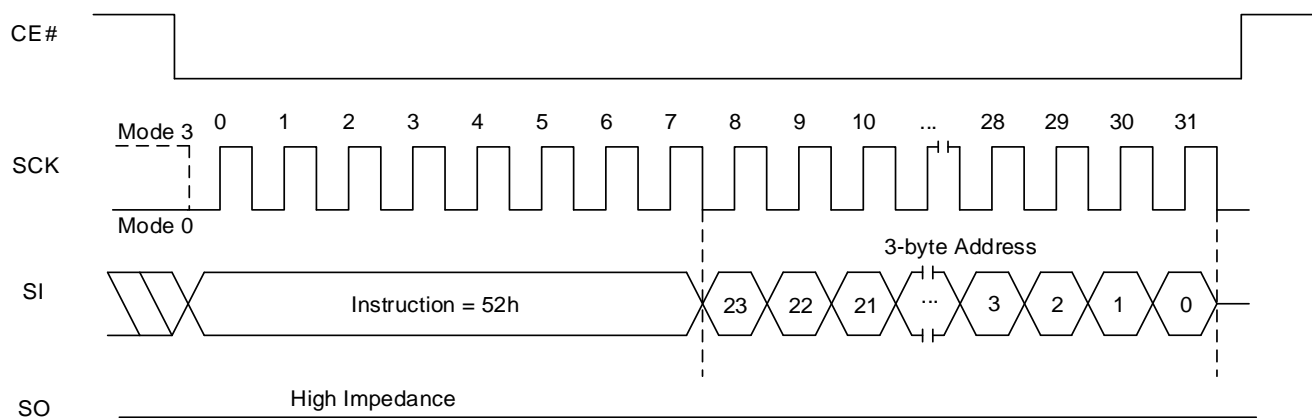 CE#
0 1 2 3 4 5 6 7 8 9 10 ... 28 29 30 31
Mode 3
SCK
Mode 0
3-byte Address
SI
Instruction = 52h 23 22 21 ... 3 2 1 0
High Impedance
SO